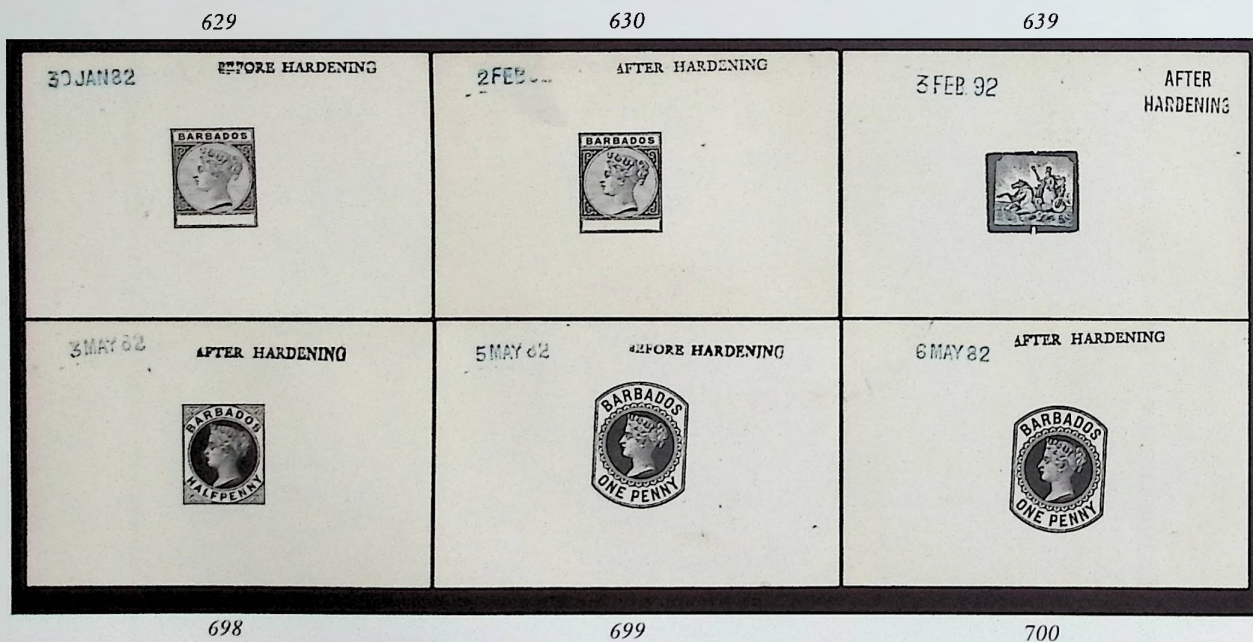 629
630
639
30 JAN 82
BEFORE HARDENING
BARBADOS
2 FEB
AFTER HARDENING
BARBADOS
3 FEB. 92
AFTER
HARDENING
3 MAY 82
AFTER HARDENING
BARBADOS
HALFPENNY
5 MAY 82
BEFORE HARDENING
BARBADOS
ONE PENNY
6 MAY 82
AFTER HARDENING
BARBADOS
ONE PENNY
698
699
700